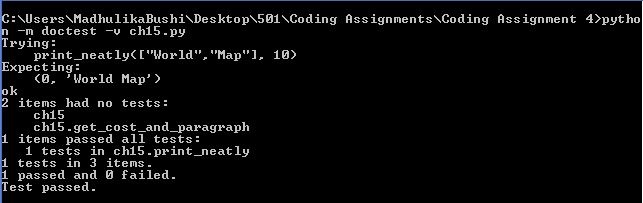 C:\Users\MadhulikaBushi\Desktop\501\Coding Assignments\Coding Assignment 4>pytho
n -m doctest -v ch15.py
Trying:
    print_neatly(["World","Map"], 10)
Expecting:
    (0, 'World Map')
ok
2 items had no tests:
    ch15
    ch15.get_cost_and_paragraph
1 items passed all tests:
   1 tests in ch15.print_neatly
1 tests in 3 items.
1 passed and 0 failed.
Test passed.